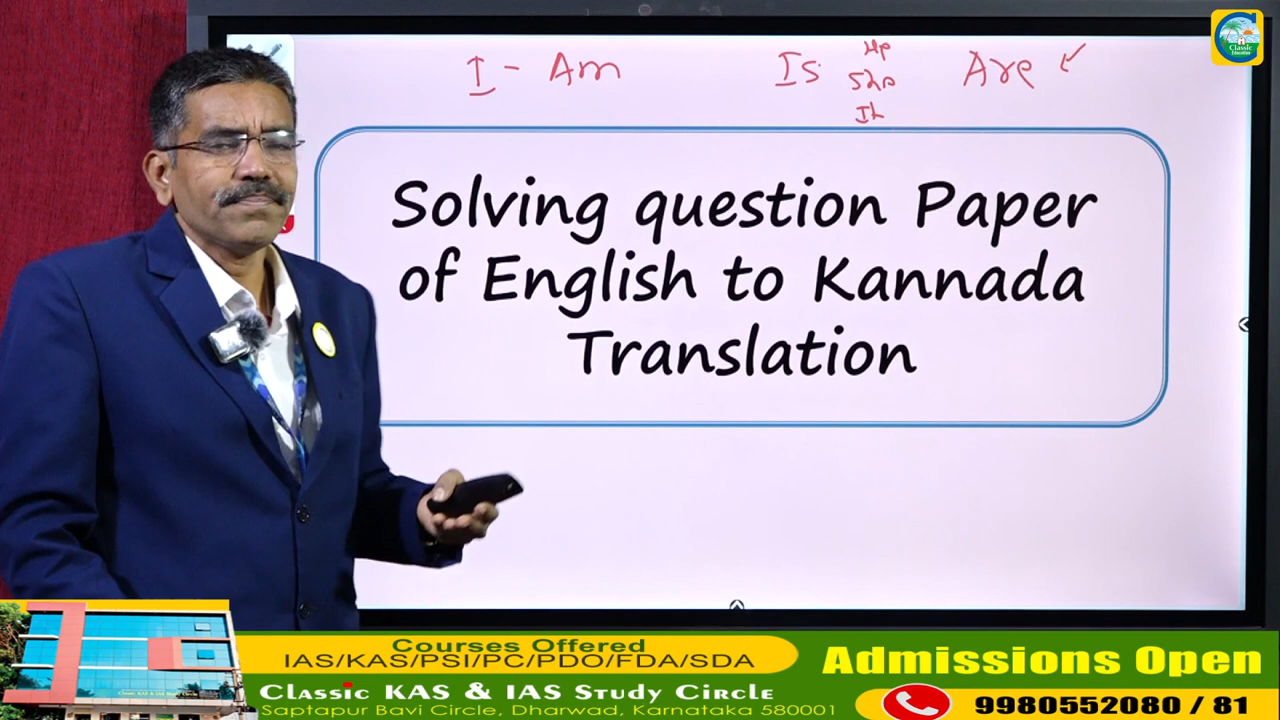 I - Am Is He She It Are
Classic
Education
Solving question Paper
of English to Kannada
Translation
Courses Offered
IAS/KAS/PSI/PC/PDO/FDA/SDA
Classic KAS & IAS Study Circle
Saptapur Bavi Circle, Dharwad, Karnataka 580001
Admissions Open
9980552080 / 81